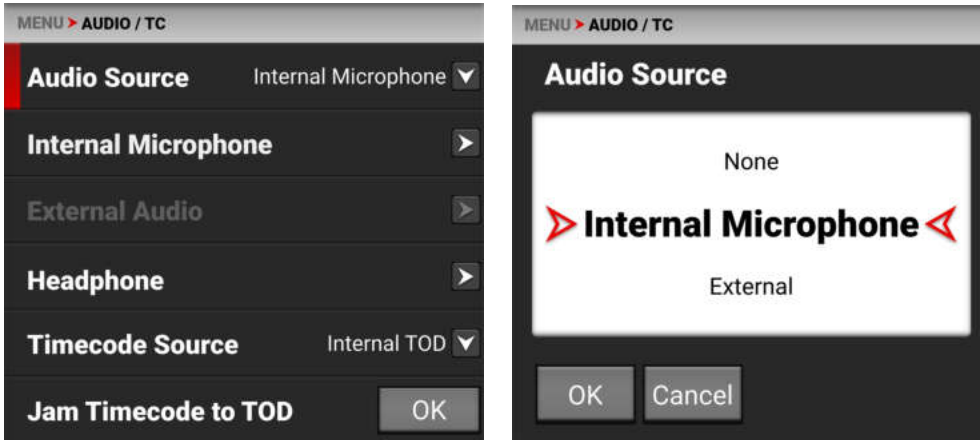 MENU > AUDIO / TC
Audio Source Internal Microphone
Internal Microphone
External Audio
Headphone
Timecode Source Internal TOD
Jam Timecode to TOD OK
MENU > AUDIO / TC
Audio Source
None
Internal Microphone
External
OK Cancel